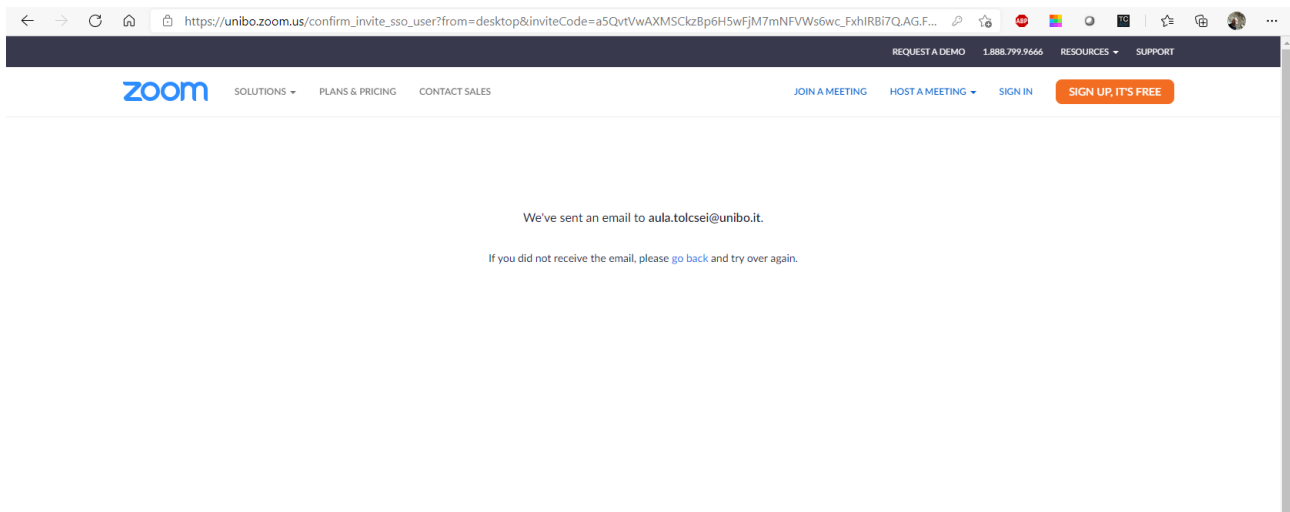 https://unibo.zoom.us/confirm_invite_sso_user?from=desktop&inviteCode=a5QvtVwAXMSCkzBp6H5wFjM7mNFVWs6wc_FxhIRBi7Q.AG.F...
ABP
TC
REQUEST A DEMO 1.888.799.9666 RESOURCES SUPPORT
zoom SOLUTIONS PLANS & PRICING CONTACT SALES JOIN A MEETING HOST A MEETING SIGN IN SIGN UP, IT'S FREE
We've sent an email to aula.tolcsei@unibo.it.
If you did not receive the email, please go back and try over again.